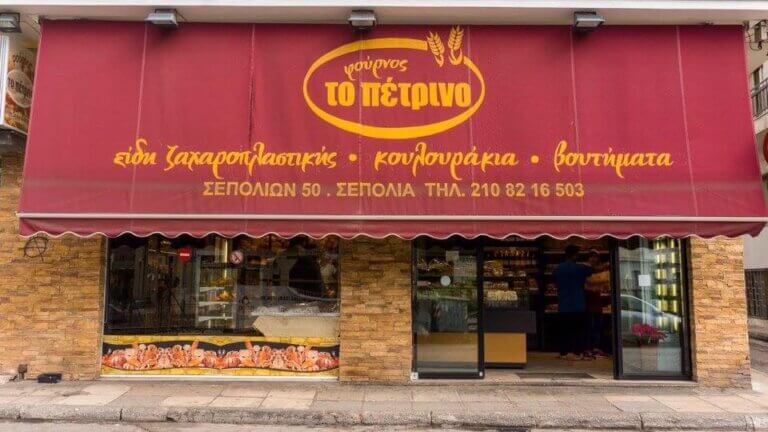 φούρνος
το πέτρινο
είδη ζαχαροπλαστικής • κουλουράκια • βουτήματα
ΣΕΠΟΛΙΩΝ 50 . ΣΕΠΟΛΙΑ ΤΗΛ. 210 82 16 503